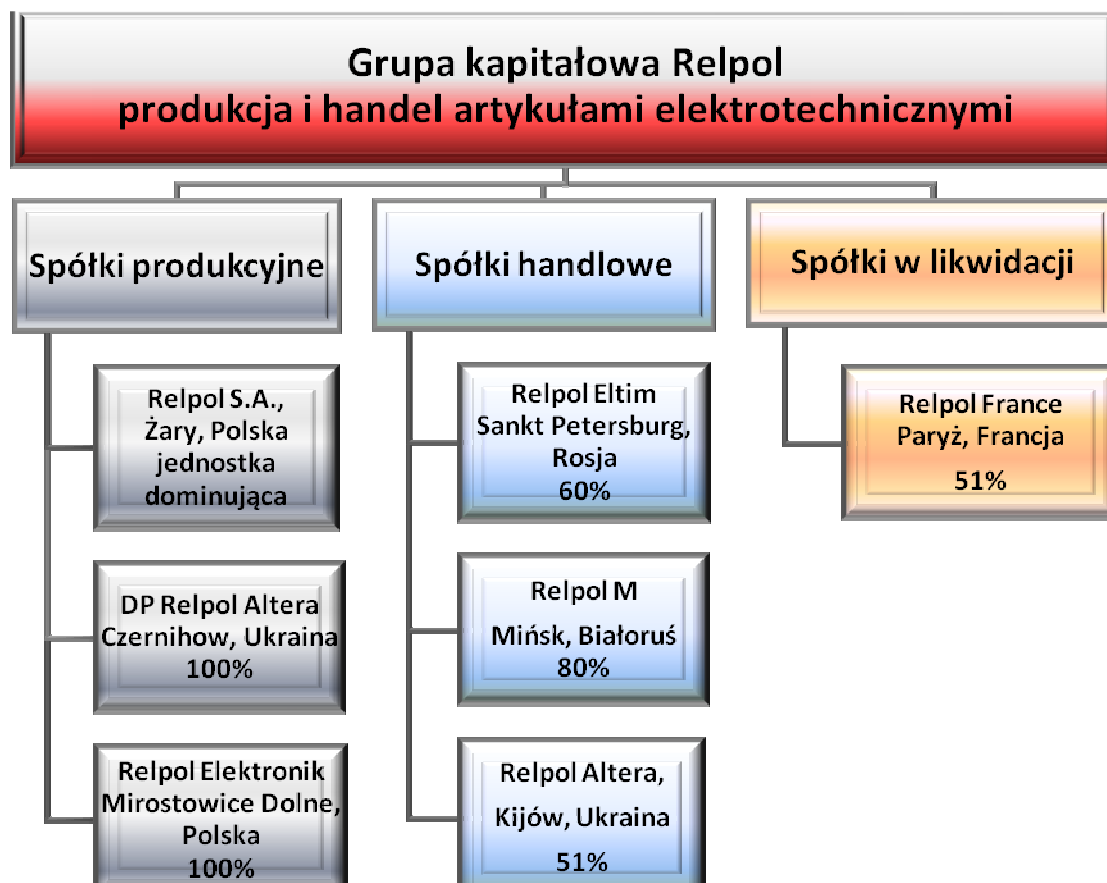 Grupa kapitałowa Relpol
produkcja i handel artykułami elektrotechnicznymi
Spółki produkcyjne
Relpol S.A.,
Żary, Polska
jednostka
dominująca
DP Relpol Altera
Czernihow, Ukraina
100%
Relpol Elektronik
Mirostowice Dolne,
Polska
100%
Spółki handlowe
Relpol Eltim
Sankt Petersburg,
Rosja
60%
Relpol M
Mińsk, Białoruś
80%
Relpol Altera,
Kijów, Ukraina
51%
Spółki w likwidacji
Relpol France
Paryż, Francja
51%